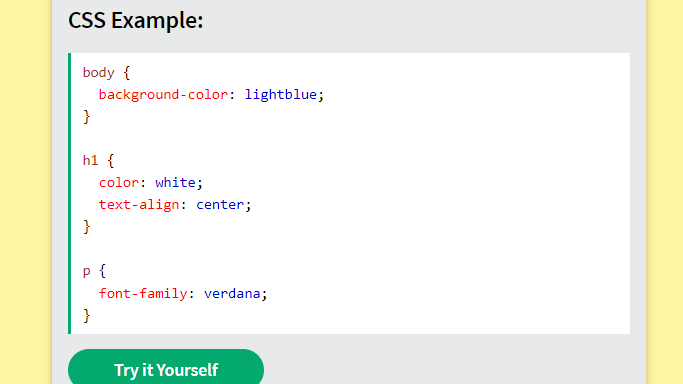 CSS Example:
body {
  background-color: lightblue;
}
h1 {
  color: white;
  text-align: center;
}
p {
  font-family: verdana;
}
Try it Yourself